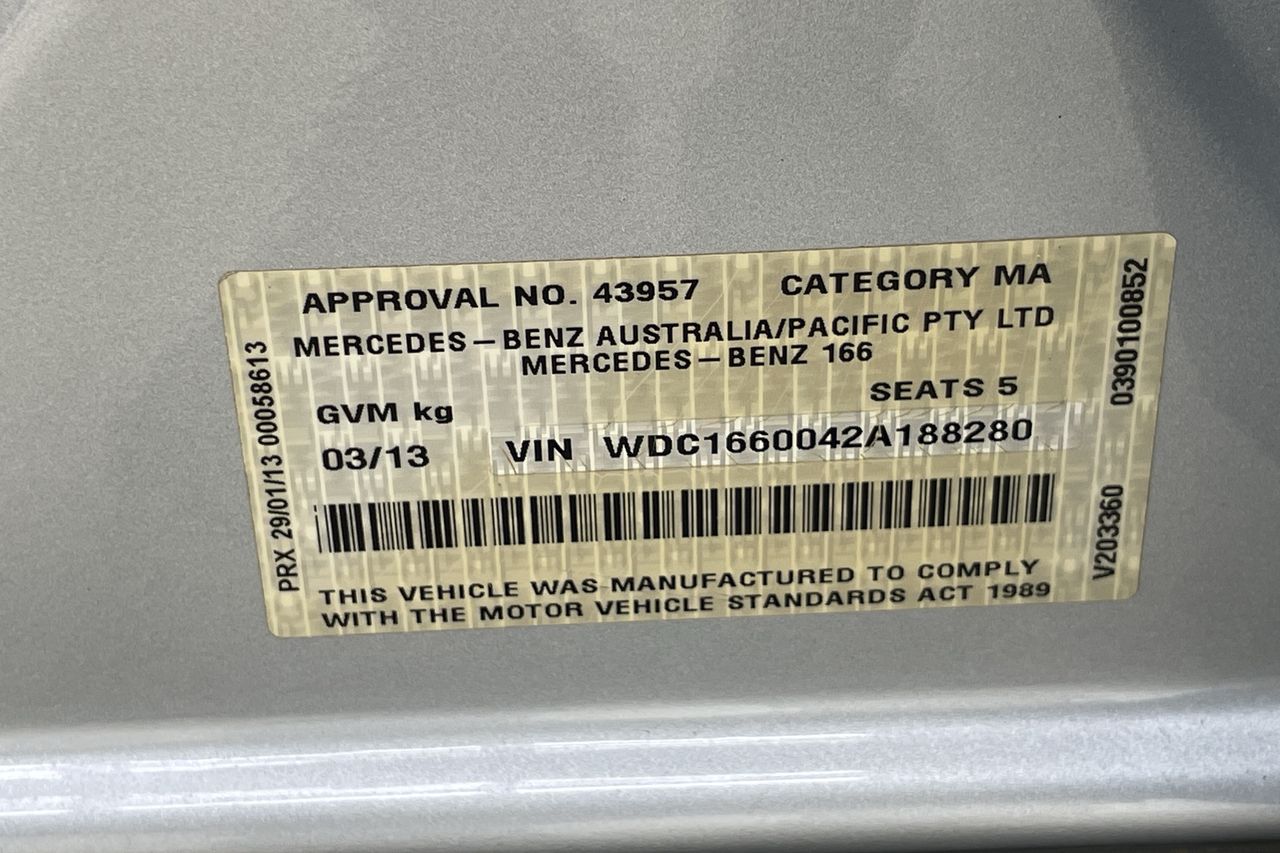 APPROVAL NO. 43957 CATEGORY MA
MERCEDES-BENZ AUSTRALIA/PACIFIC PTY LTD
MERCEDES-BENZ 166
SEATS 5
GVM kg
03/13 VIN WDC1660042A188280
THIS VEHICLE WAS MANUFACTURED TO COMPLY
WITH THE MOTOR VEHICLE STANDARDS ACT 1989
PRX 29/01/13 00058613
V203360 0390100852